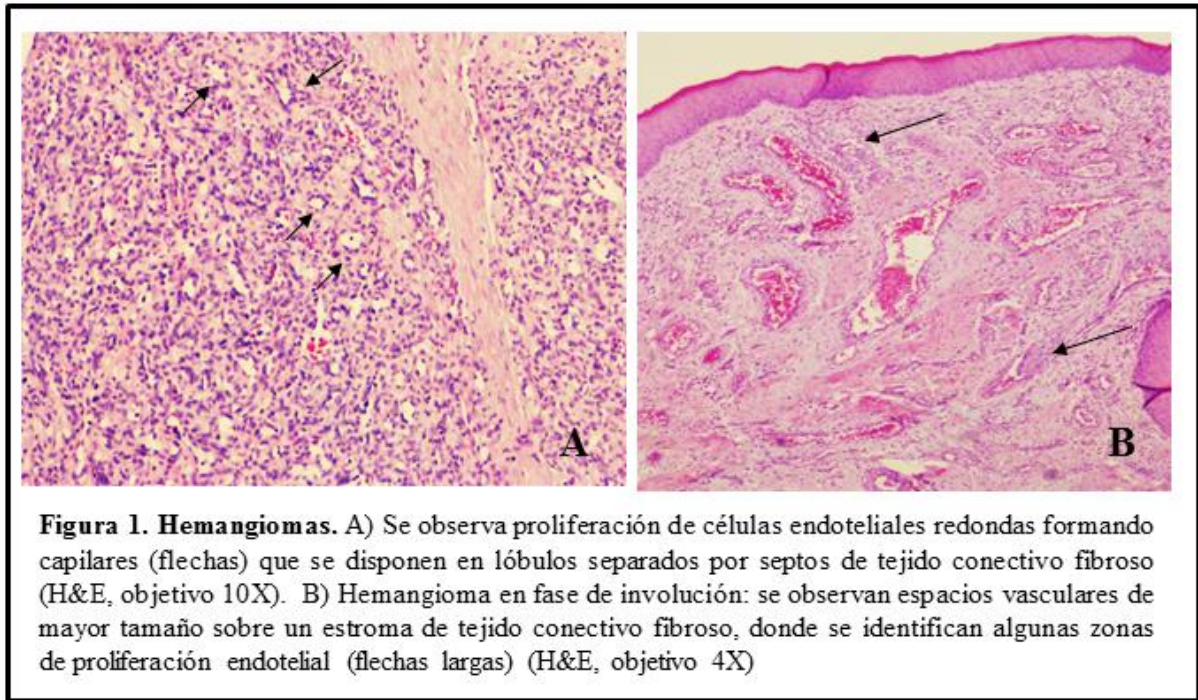 A
B
Figura 1. Hemangiomas. A) Se observa proliferación de células endoteliales redondas formando
capilares (flechas) que se disponen en lóbulos separados por septos de tejido conectivo fibroso
(H&E, objetivo 10X). B) Hemangioma en fase de involución: se observan espacios vasculares de
mayor tamaño sobre un estroma de tejido conectivo fibroso, donde se identifican algunas zonas
de proliferación endotelial (flechas largas) (H&E, objetivo 4X)